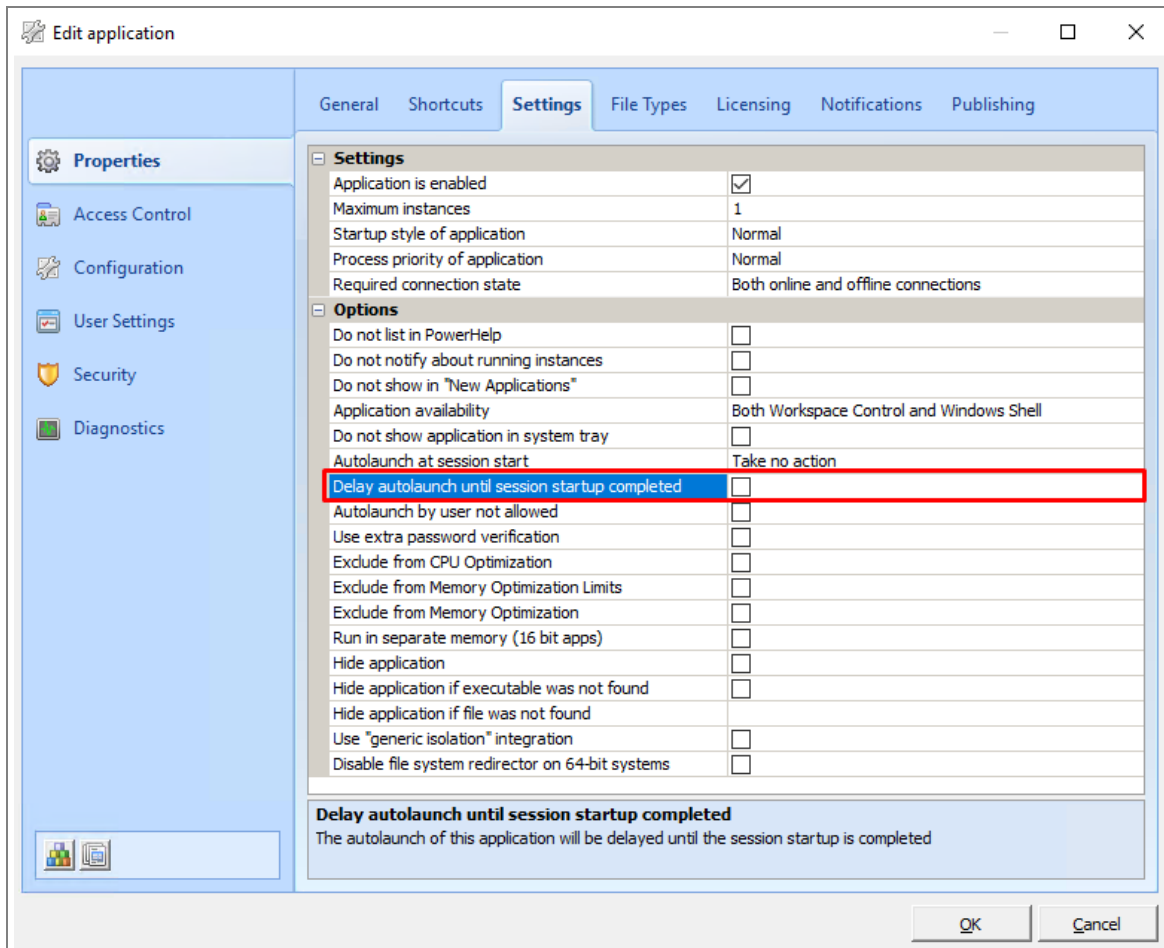 Edit application
General Shortcuts Settings File Types Licensing Notifications Publishing
Properties
Access Control
Configuration
User Settings
Security
Diagnostics
Settings
Application is enabled
Maximum instances 1
Startup style of application Normal
Process priority of application Normal
Required connection state Both online and offline connections
Options
Do not list in PowerHelp
Do not notify about running instances
Do not show in "New Applications"
Application availability Both Workspace Control and Windows Shell
Do not show application in system tray
Autolaunch at session start Take no action
Delay autolaunch until session startup completed
Autolaunch by user not allowed
Use extra password verification
Exclude from CPU Optimization
Exclude from Memory Optimization Limits
Exclude from Memory Optimization
Run in separate memory (16 bit apps)
Hide application
Hide application if executable was not found
Hide application if file was not found
Use "generic isolation" integration
Disable file system redirector on 64-bit systems
Delay autolaunch until session startup completed
The autolaunch of this application will be delayed until the session startup is completed
OK Cancel